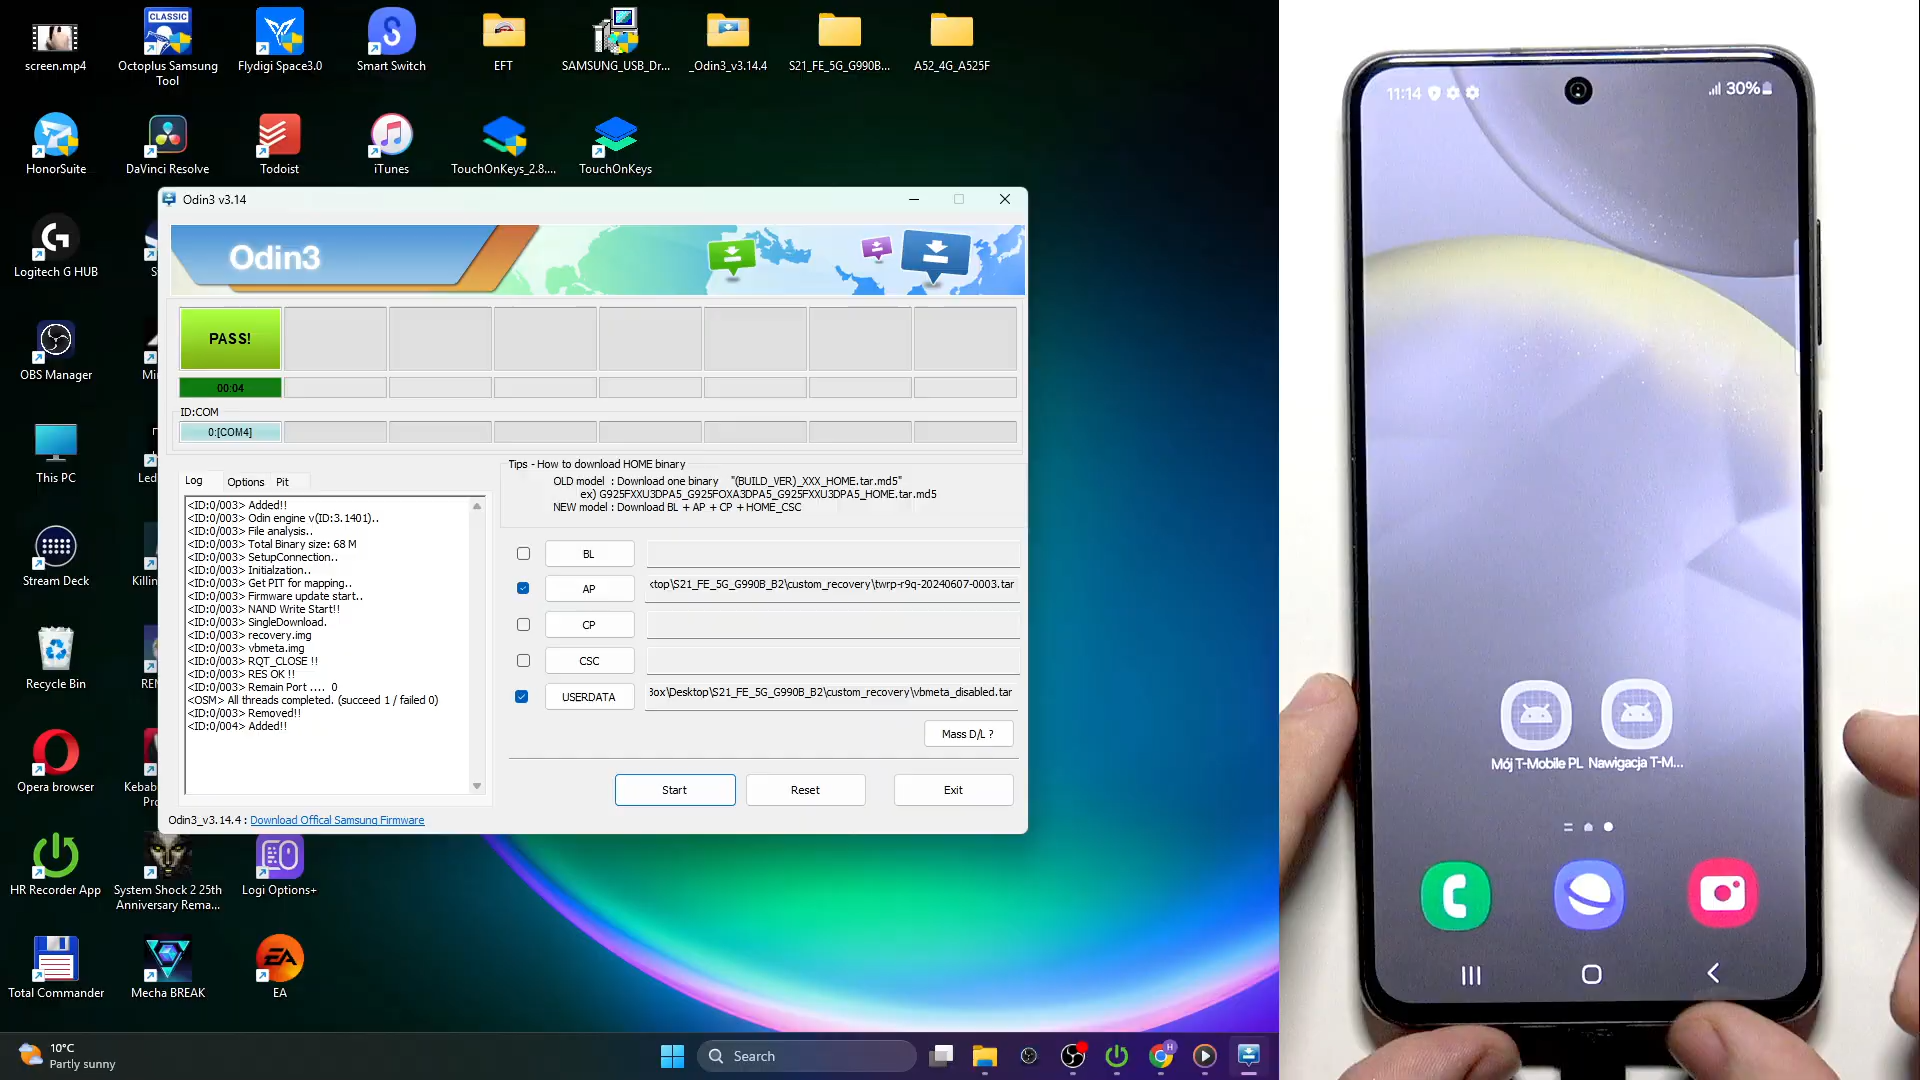 screen.mp4
CLASSIC
Octoplus Samsung
Tool
Flydigi Space3.0
Smart Switch
EFT
SAMSUNG_USB_Dr...
_Odin3_v3.14.4
S21_FE_5G_G990B...
A52_4G_A525F
HonorSuite
DaVinci Resolve
Todoist
iTunes
TouchOnKeys_2.8....
TouchOnKeys
Odin3 v3.14
Odin3
Logitech G HUB
S
PASS!
00:04
ID:COM
0:[COM4]
OBS Manager
Mi
This PC
Led
Stream Deck
Killin
Recycle Bin
REM
Opera browser
Kebab
Pr
Log
Options
Pit
<ID:0/003> Added!!
<ID:0/003> Odin engine v(ID:3.1401)..
<ID:0/003> File analysis..
<ID:0/003> Total Binary size: 68 M
<ID:0/003> SetupConnection..
<ID:0/003> Initialzation..
<ID:0/003> Get PIT for mapping..
<ID:0/003> Firmware update start..
<ID:0/003> NAND Write Start!!
<ID:0/003> SingleDownload.
<ID:0/003> recovery.img
<ID:0/003> vbmeta.img
<ID:0/003> RQT_CLOSE !!
<ID:0/003> RES OK !!
<ID:0/003> Remain Port .... 0
<OSM> All threads completed. (succeed 1 / failed 0)
<ID:0/003> Removed!!
<ID:0/004> Added!!
Tips - How to download HOME binary
OLD model : Download one binary "(BUILD_VER)_XXX_HOME.tar.md5"
ex) G925FXXU3DPA5_G925FOXA3DPA5_G925FXXU3DPA5_HOME.tar.md5
NEW model : Download BL + AP + CP + HOME_CSC
BL
AP
ktop\S21_FE_5G_G990B_B2\custom_recovery\twrp-r9q-20240607-0003.tar
CP
CSC
USERDATA
Box\Desktop\S21_FE_5G_G990B_B2\custom_recovery\vbmeta_disabled.tar
Mass D/L ?
Start
Reset
Exit
Odin3_v3.14.4 : Download Offical Samsung Firmware
HR Recorder App
System Shock 2 25th
Anniversary Rema...
Logi Options+
Total Commander
Mecha BREAK
EA
EA
10°C
Partly sunny
Search
H
11:14
30%
Mój T-Mobile PL
Nawigacja T-M...